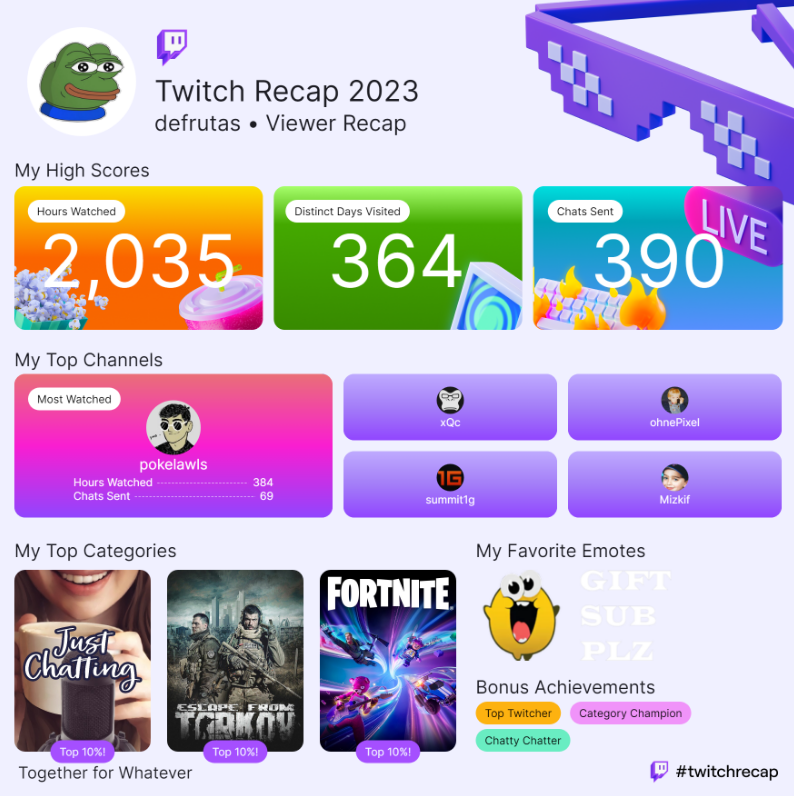 Twitch Recap 2023
defrutas • Viewer Recap
My High Scores
Hours Watched
2,035
Distinct Days Visited
364
Chats Sent
390
LIVE
My Top Channels
Most Watched
pokelawls
Hours Watched 384
Chats Sent 69
xQc
ohnePixel
1G
summit1g
Mizkif
My Top Categories
Just
Chatting
Top 10%!
ESCAPE FROM
TARKOV
Top 10%!
FORTNITE
Top 10%!
My Favorite Emotes
GIFT
SUB
PLZ
Bonus Achievements
Top Twitcher
Category Champion
Chatty Chatter
Together for Whatever
#twitchrecap